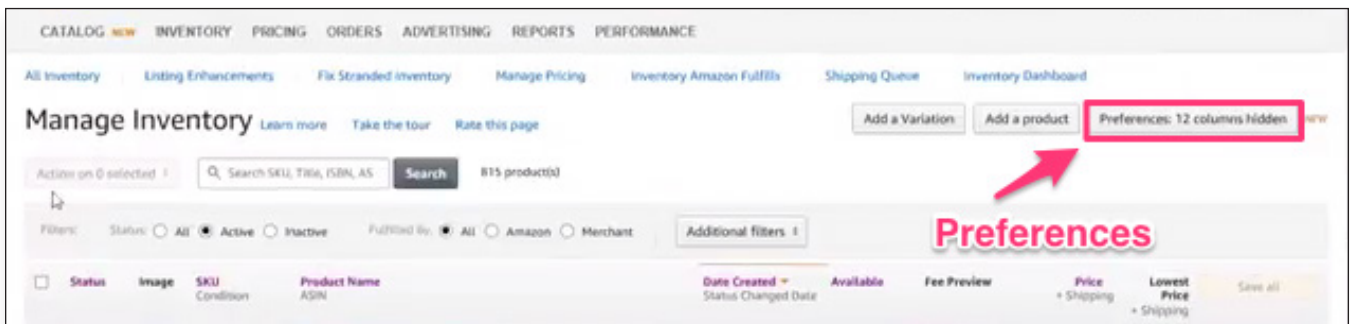 CATALOG NEW INVENTORY PRICING ORDERS ADVERTISING REPORTS PERFORMANCE
All Inventory Listing Enhancements Fix Stranded inventory Manage Pricing Inventory Amazon Fulfills Shipping Queue Inventory Dashboard
Manage Inventory Learn more Take the tour Rate this page Add a Variation Add a product Preferences: 12 columns hidden NEW
Action on 0 selected Search SKU, Title, ISBN, AS Search 815 product(s)
Filters: Status: All Active Inactive Fulfilled By: All Amazon Merchant Additional filters
Preferences
Status Image SKU Product Name Date Created Available Fee Preview Price Lowest Save all
Condition ASIN Status Changed Date + Shipping Price
+ Shipping